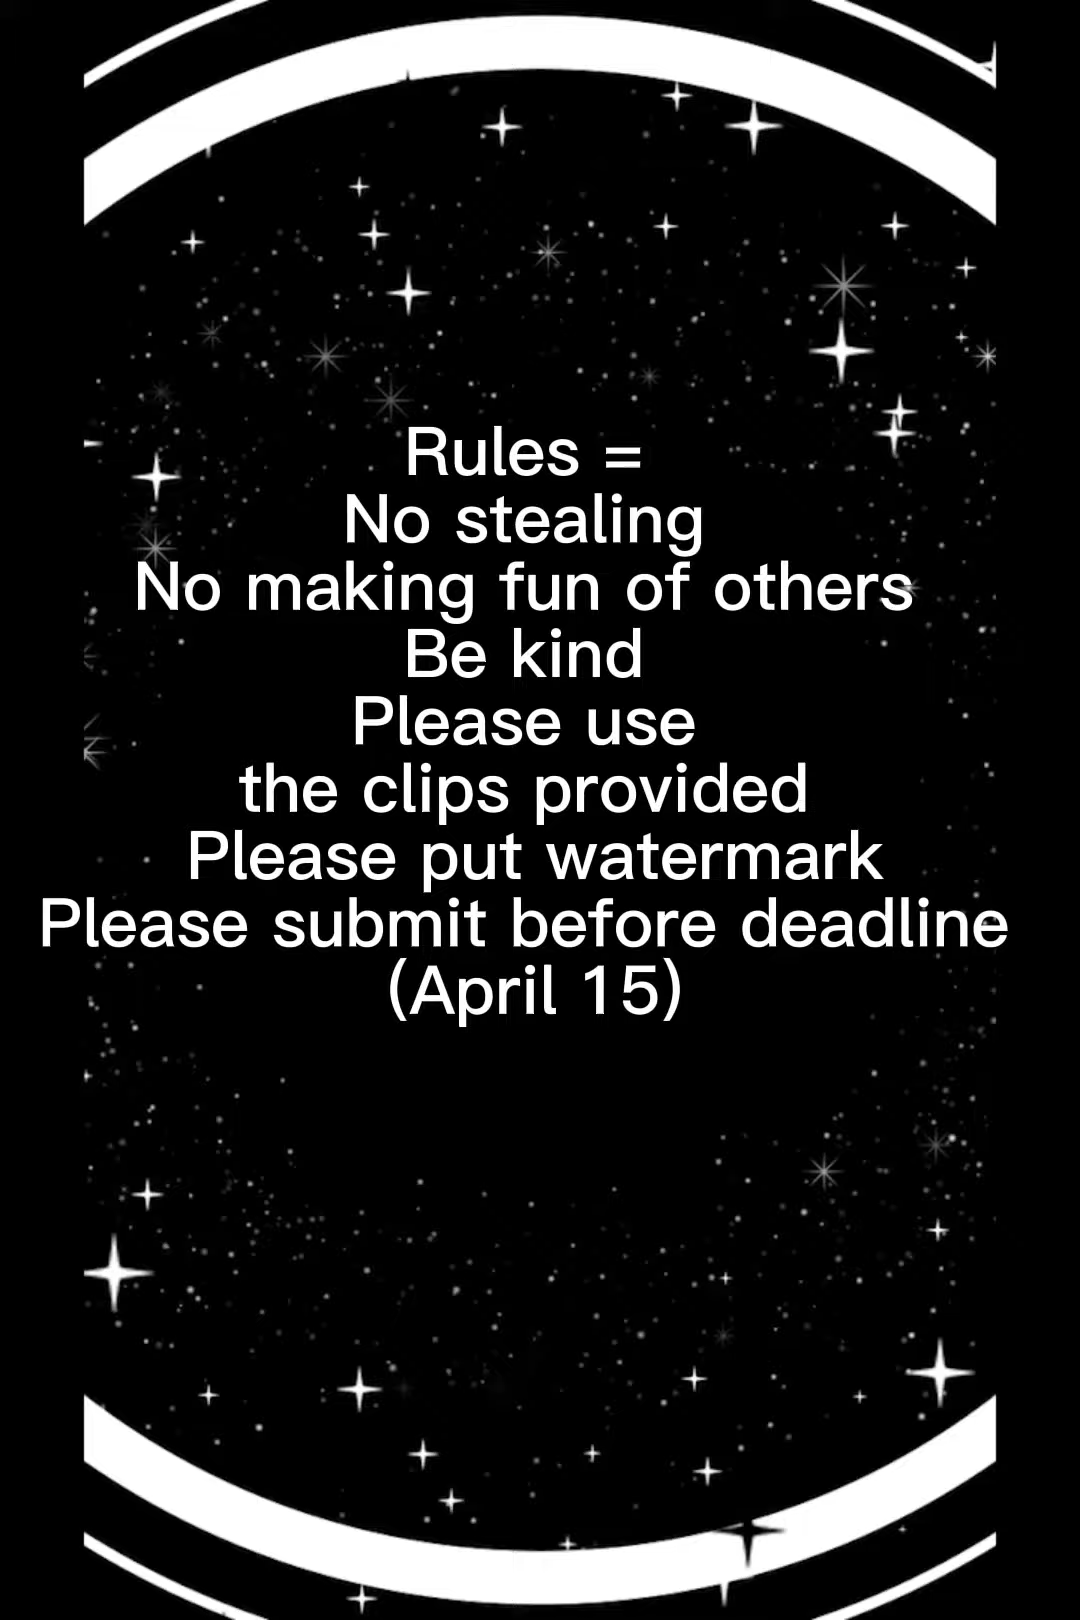 Rules =
No stealing
No making fun of others
Be kind
Please use
the clips provided
Please put watermark
Please submit before deadline
(April 15)